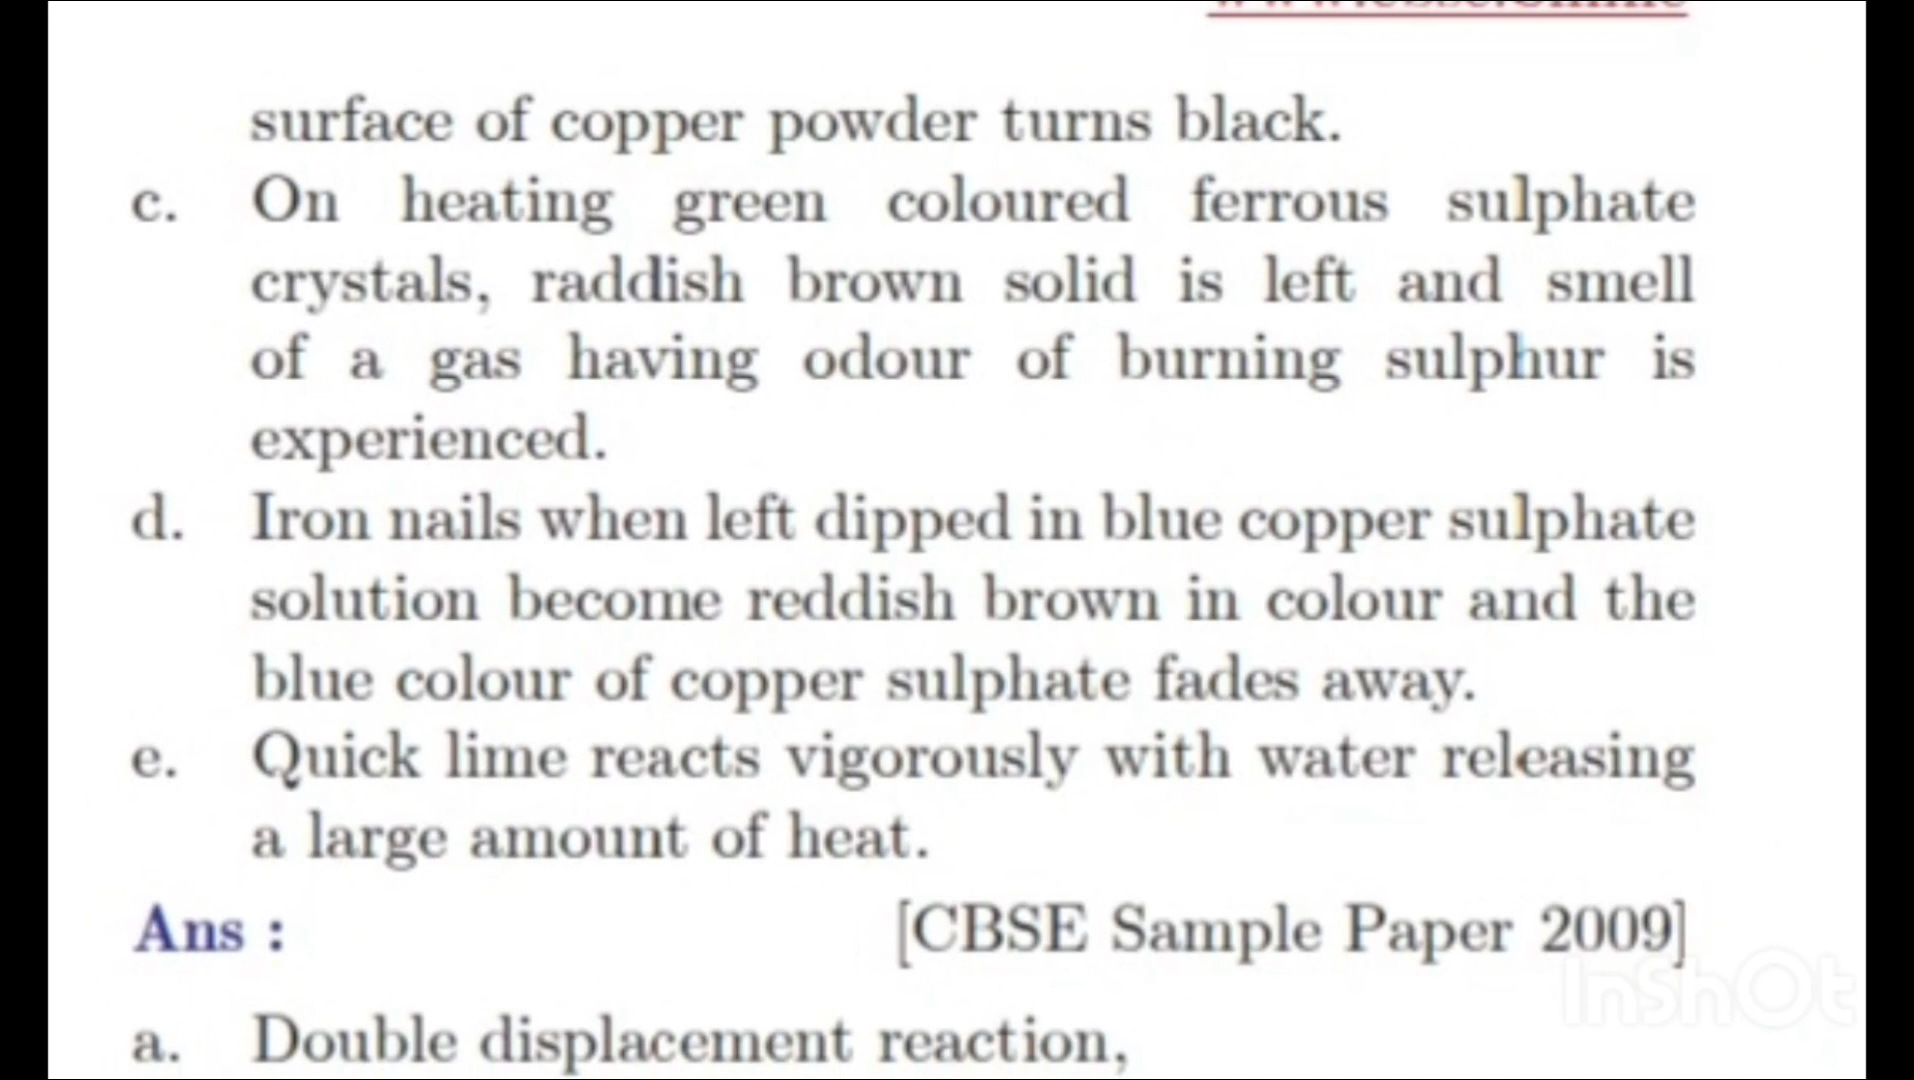 surface of copper powder turns black.
c. On heating green coloured ferrous sulphate
crystals, raddish brown solid is left and smell
of a gas having odour of burning sulphur is
experienced.
d. Iron nails when left dipped in blue copper sulphate
solution become reddish brown in colour and the
blue colour of copper sulphate fades away.
e. Quick lime reacts vigorously with water releasing
a large amount of heat.
Ans : [CBSE Sample Paper 2009]
InShOt
a. Double displacement reaction,